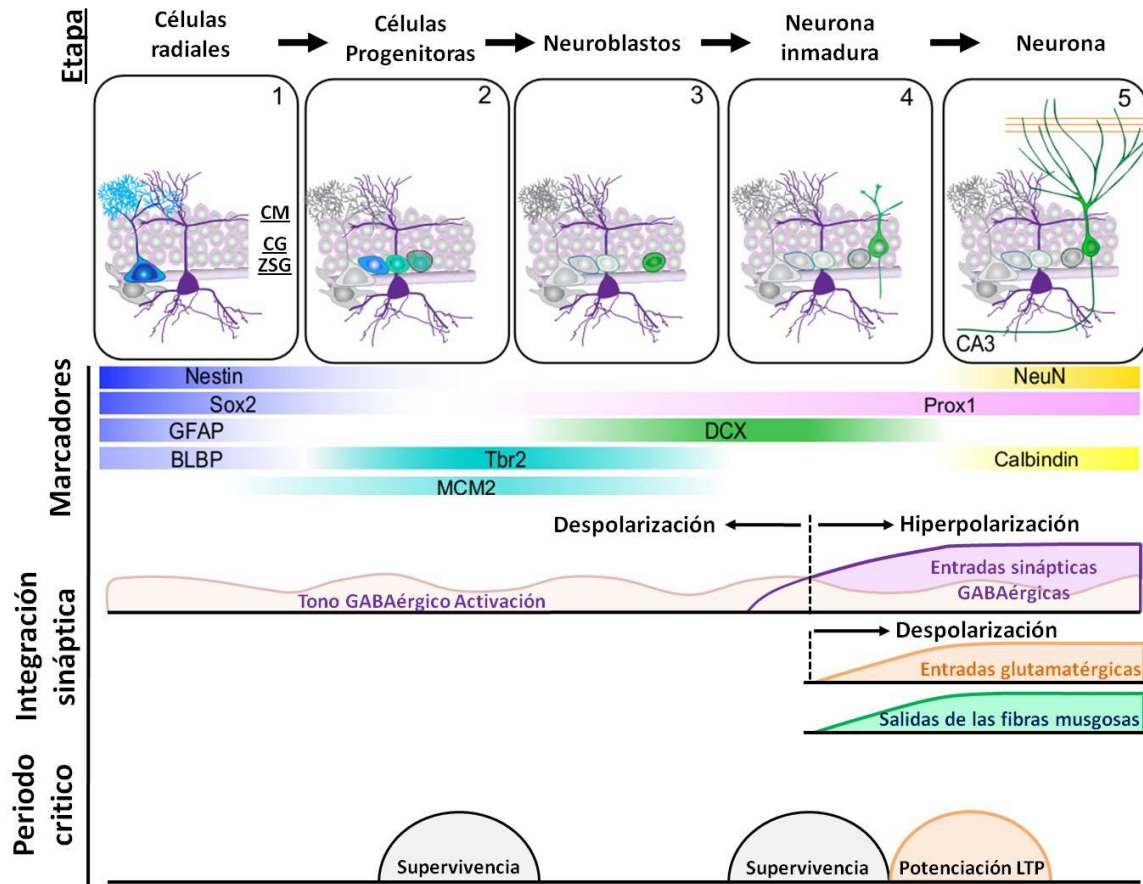 Etapa
Células
radiales
Células
Progenitoras
Neuroblastos
Neurona
inmadura
Neurona
1
2
3
4
5
CM
CG
ZSG
CA3
Marcadores
Nestin
NeuN
Sox2
Prox1
GFAP
DCX
BLBP
Tbr2
Calbindin
MCM2
Integración
sináptica
Despolarización
Hiperpolarización
Tono GABAérgico Activación
Entradas sinápticas
GABAérgicas
Despolarización
Entradas glutamatérgicas
Salidas de las fibras musgosas
Periodo
critico
Supervivencia
Supervivencia
Potenciación LTP